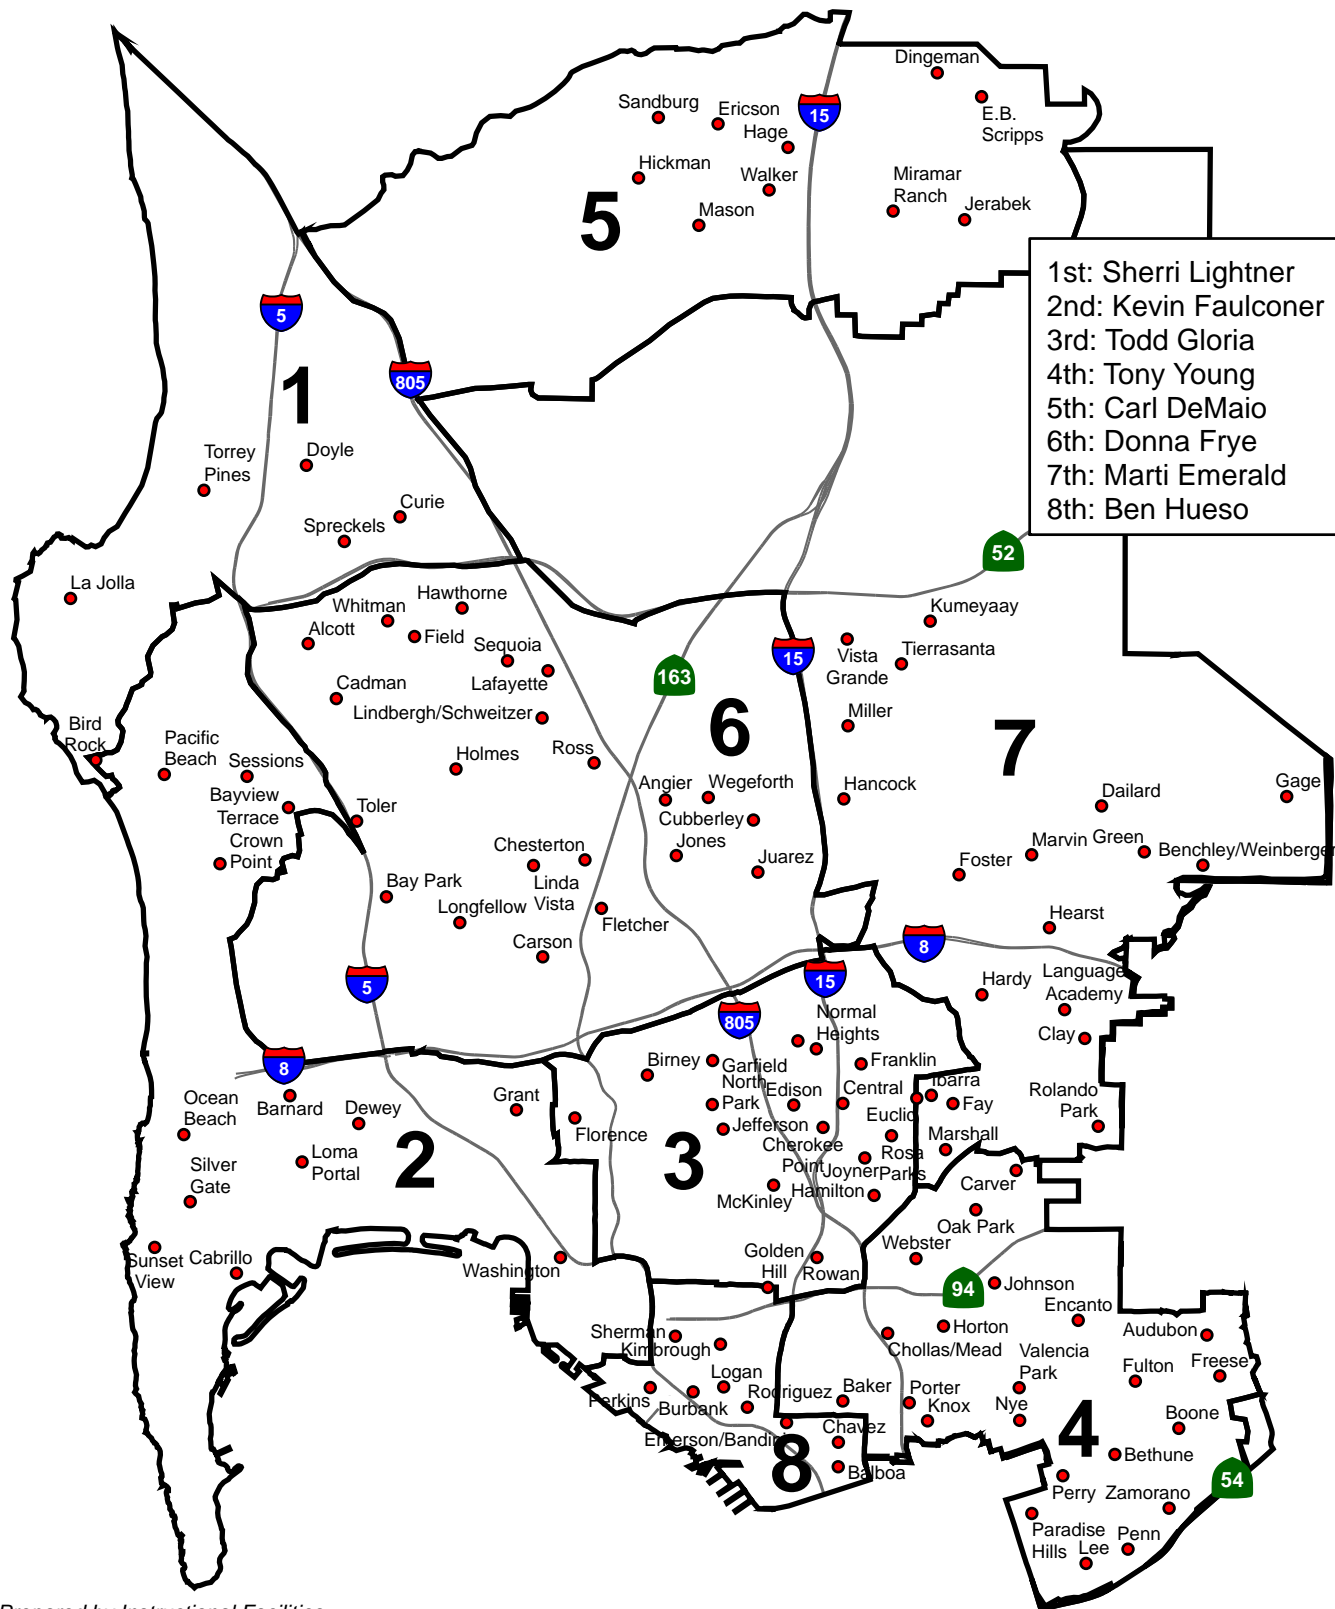 Dingeman
Sandburg
Ericson
15
Hage
E.B.
Scripps
Hickman
Walker
Miramar
Ranch
Mason
Jerabek
5
1st: Sherri Lightner
2nd: Kevin Faulconer
3rd: Todd Gloria
4th: Tony Young
5th: Carl DeMaio
6th: Donna Frye
7th: Marti Emerald
8th: Ben Hueso
5
805
1
Torrey
Pines
Doyle
Curie
Spreckels
52
La Jolla
Whitman
Hawthorne
Kumeyaay
Alcott
Field
Sequoia
Lafayette
15
Vista
Grande
Tierrasanta
163
Cadman
Lindbergh/Schweitzer
Miller
6
7
Bird
Rock
Pacific
Beach
Sessions
Holmes
Ross
Bayview
Terrace
Toler
Angier
Wegeforth
Hancock
Dailard
Gage
Cubberley
Crown
Point
Jones
Juarez
Chesterton
Linda
Vista
Foster
Marvin
Green
Benchley/Weinberger
Bay Park
Longfellow
Fletcher
Hearst
Carson
8
5
15
Hardy
Language
Academy
805
Normal
Heights
Clay
8
Birney
Garfield
Franklin
Ocean
Beach
Barnard
Dewey
Grant
North
Park
Edison
Central
Ibarra
Fay
Rolando
Park
Euclid
Florence
Jefferson
Cherokee
Point
Marshall
2
3
Loma
Portal
Silver
Gate
Joyner
Rosa
Parks
McKinley
Hamilton
Carver
Oak Park
Sunset
View
Cabrillo
Washington
Golden
Hill
Rowan
Webster
94
Johnson
Encanto
Sherman
Kimbrough
Horton
Chollas/Mead
Audubon
Valencia
Park
Fulton
Freese
Logan
Perkins
Burbank
Rodriguez
Baker
Porter
Knox
Nye
Boone
Emerson/Bandini
Chavez
4
8
Balboa
Bethune
54
Perry
Zamorano
Paradise
Hills
Lee
Penn
Prepared by Instructional Facilities